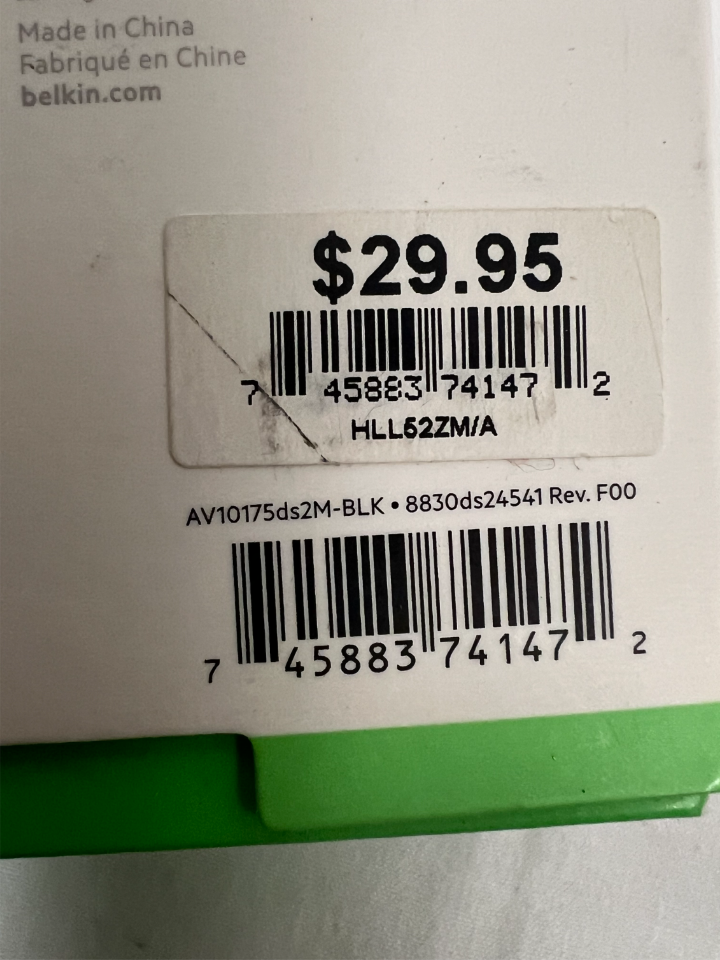 Made in China
Fabriqué en Chine
belkin.com
$29.95
7 45883 74147 2
HLL52ZM/A
AV10175ds2M-BLK • 8830ds24541 Rev. F00
7 45883 74147 2